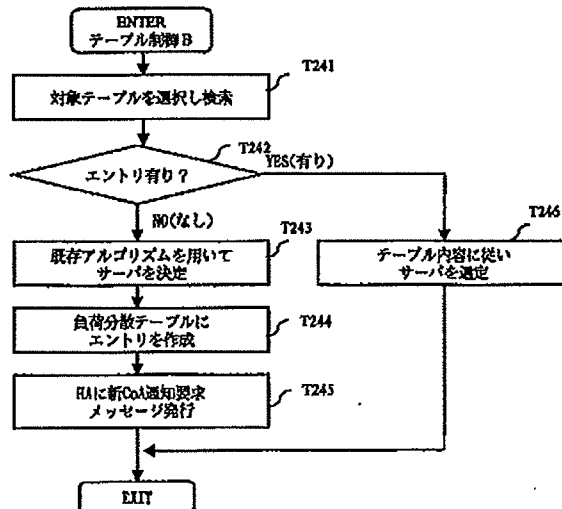 ENTER
テーブル制御B
T241
対象テーブルを選択し検索
T242
エントリ有り？
YES(有り)
NO(なし)
T243
T246
既存アルゴリズムを用いて
サーバを決定
テーブル内容に従い
サーバを選定
T244
負荷分散テーブルに
エントリを作成
T245
HAに新CoA通知要求
メッセージ発行
EXIT